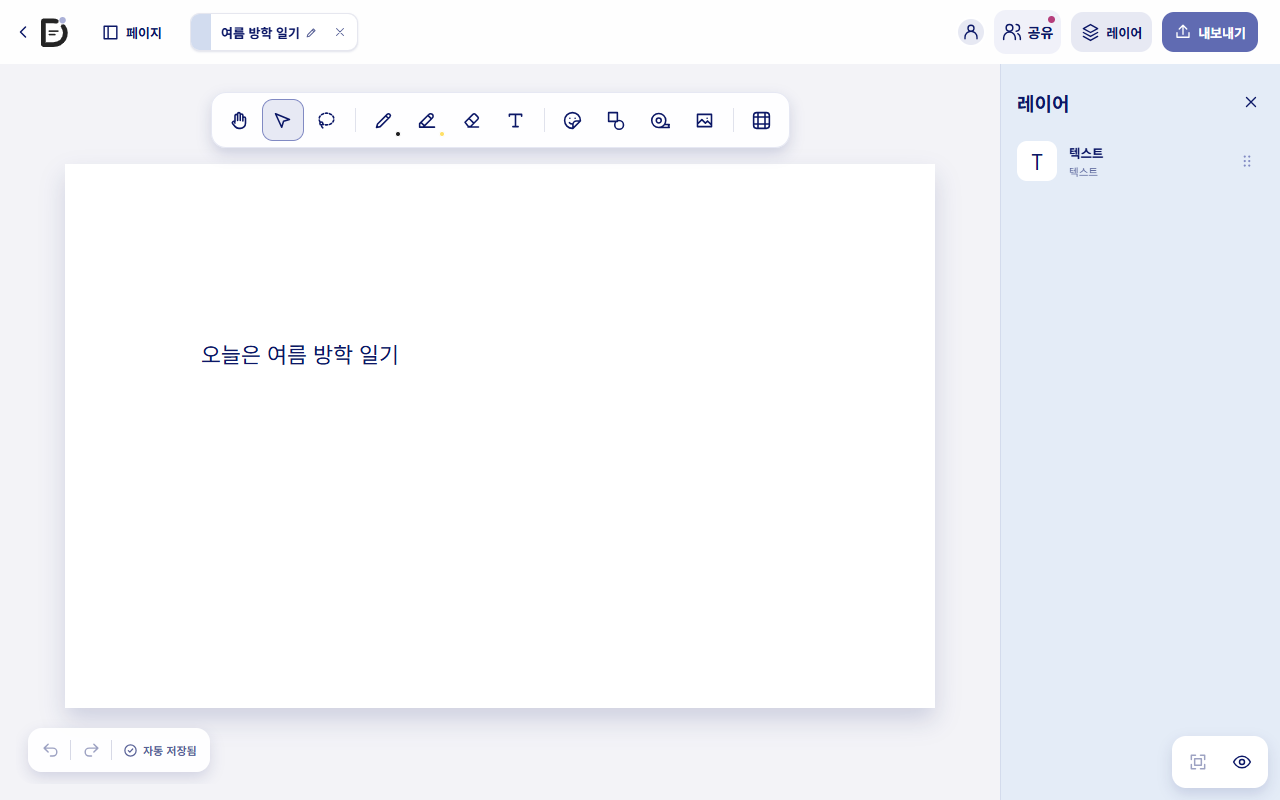 페이지
여름 방학 일기
공유
레이어
내보내기
레이어
T
텍스트
텍스트
오늘은 여름 방학 일기
자동 저장됨